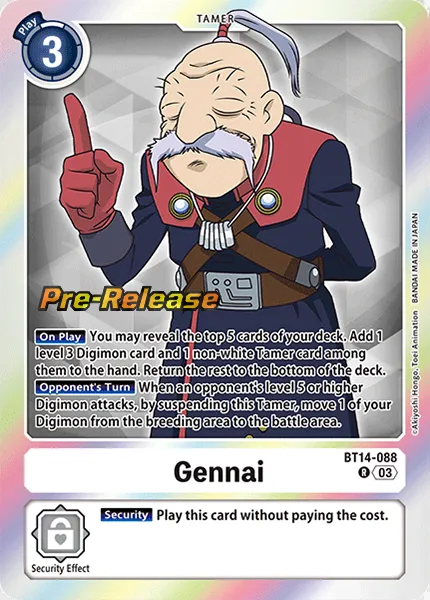 Play
3
TAMER
Pre-Release
On Play You may reveal the top 5 cards of your deck. Add 1
level 3 Digimon card and 1 non-white Tamer card among
them to the hand. Return the rest to the bottom of the deck.
Opponent's Turn When an opponent's level 5 or higher
Digimon attacks, by suspending this Tamer, move 1 of your
Digimon from the breeding area to the battle area.
©Akiyoshi Hongo, Toei Animation BANDAI MADE IN JAPAN
Gennai
BT14-088
R 03
Security Play this card without paying the cost.
Security Effect